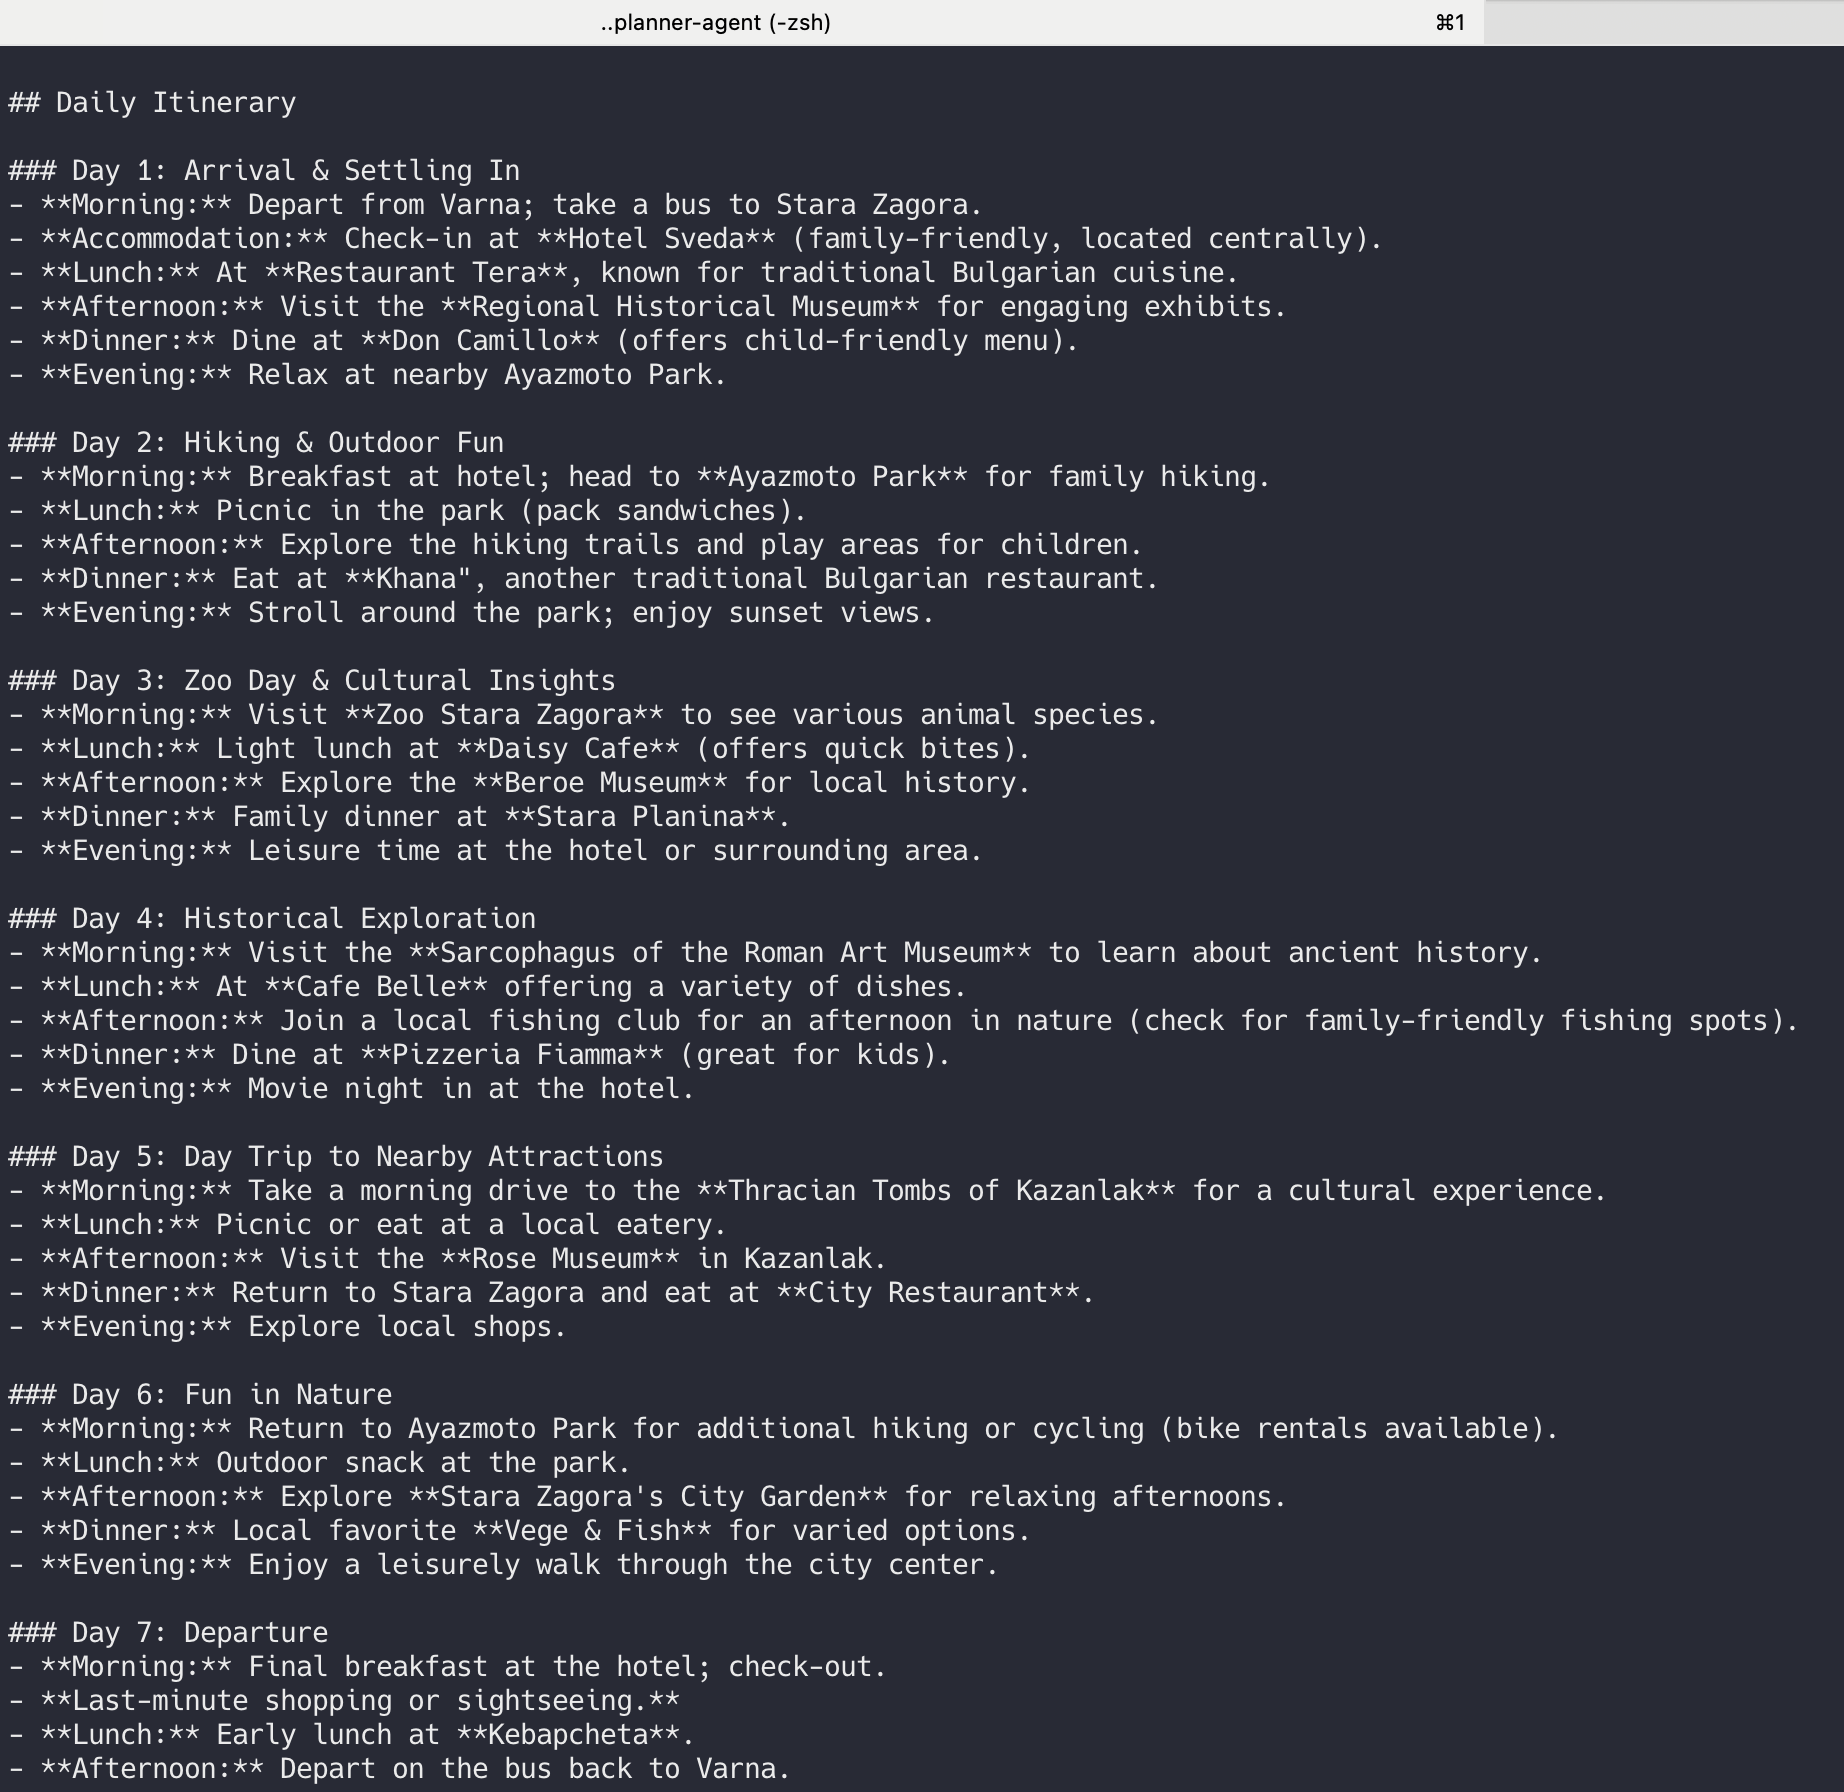 ..planner-agent (-zsh)
⌘1
## Daily Itinerary
### Day 1: Arrival & Settling In
- **Morning:** Depart from Varna; take a bus to Stara Zagora.
- **Accommodation:** Check-in at **Hotel Sveda** (family-friendly, located centrally).
- **Lunch:** At **Restaurant Tera**, known for traditional Bulgarian cuisine.
- **Afternoon:** Visit the **Regional Historical Museum** for engaging exhibits.
- **Dinner:** Dine at **Don Camillo** (offers child-friendly menu).
- **Evening:** Relax at nearby Ayazmoto Park.
### Day 2: Hiking & Outdoor Fun
- **Morning:** Breakfast at hotel; head to **Ayazmoto Park** for family hiking.
- **Lunch:** Picnic in the park (pack sandwiches).
- **Afternoon:** Explore the hiking trails and play areas for children.
- **Dinner:** Eat at **Khana", another traditional Bulgarian restaurant.
- **Evening:** Stroll around the park; enjoy sunset views.
### Day 3: Zoo Day & Cultural Insights
- **Morning:** Visit **Zoo Stara Zagora** to see various animal species.
- **Lunch:** Light lunch at **Daisy Cafe** (offers quick bites).
- **Afternoon:** Explore the **Beroe Museum** for local history.
- **Dinner:** Family dinner at **Stara Planina**.
- **Evening:** Leisure time at the hotel or surrounding area.
### Day 4: Historical Exploration
- **Morning:** Visit the **Sarcophagus of the Roman Art Museum** to learn about ancient history.
- **Lunch:** At **Cafe Belle** offering a variety of dishes.
- **Afternoon:** Join a local fishing club for an afternoon in nature (check for family-friendly fishing spots).
- **Dinner:** Dine at **Pizzeria Fiamma** (great for kids).
- **Evening:** Movie night in at the hotel.
### Day 5: Day Trip to Nearby Attractions
- **Morning:** Take a morning drive to the **Thracian Tombs of Kazanlak** for a cultural experience.
- **Lunch:** Picnic or eat at a local eatery.
- **Afternoon:** Visit the **Rose Museum** in Kazanlak.
- **Dinner:** Return to Stara Zagora and eat at **City Restaurant**.
- **Evening:** Explore local shops.
### Day 6: Fun in Nature
- **Morning:** Return to Ayazmoto Park for additional hiking or cycling (bike rentals available).
- **Lunch:** Outdoor snack at the park.
- **Afternoon:** Explore **Stara Zagora's City Garden** for relaxing afternoons.
- **Dinner:** Local favorite **Vege & Fish** for varied options.
- **Evening:** Enjoy a leisurely walk through the city center.
### Day 7: Departure
- **Morning:** Final breakfast at the hotel; check-out.
- **Last-minute shopping or sightseeing.**
- **Lunch:** Early lunch at **Kebapcheta**.
- **Afternoon:** Depart on the bus back to Varna.